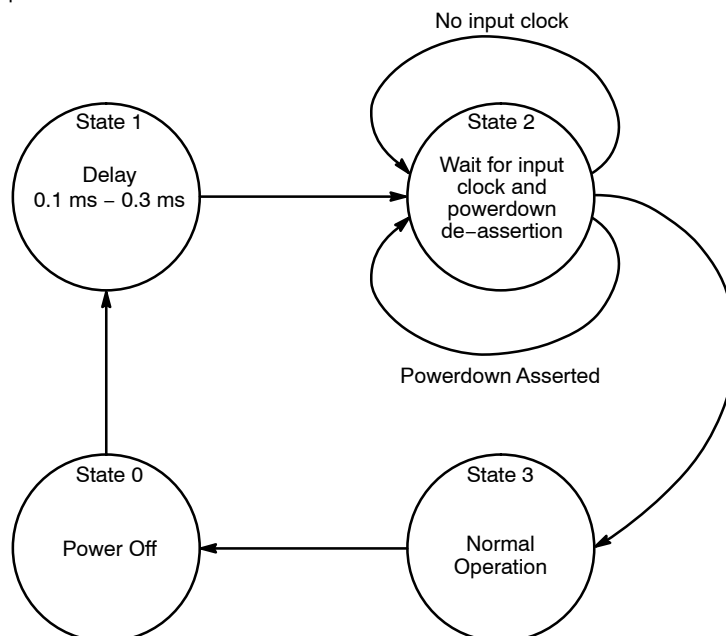 No input clock
State 1
Delay
0.1 ms − 0.3 ms
State 2
Wait for input
clock and
powerdown
de−assertion
Powerdown Asserted
State 0
Power Off
State 3
Normal
Operation